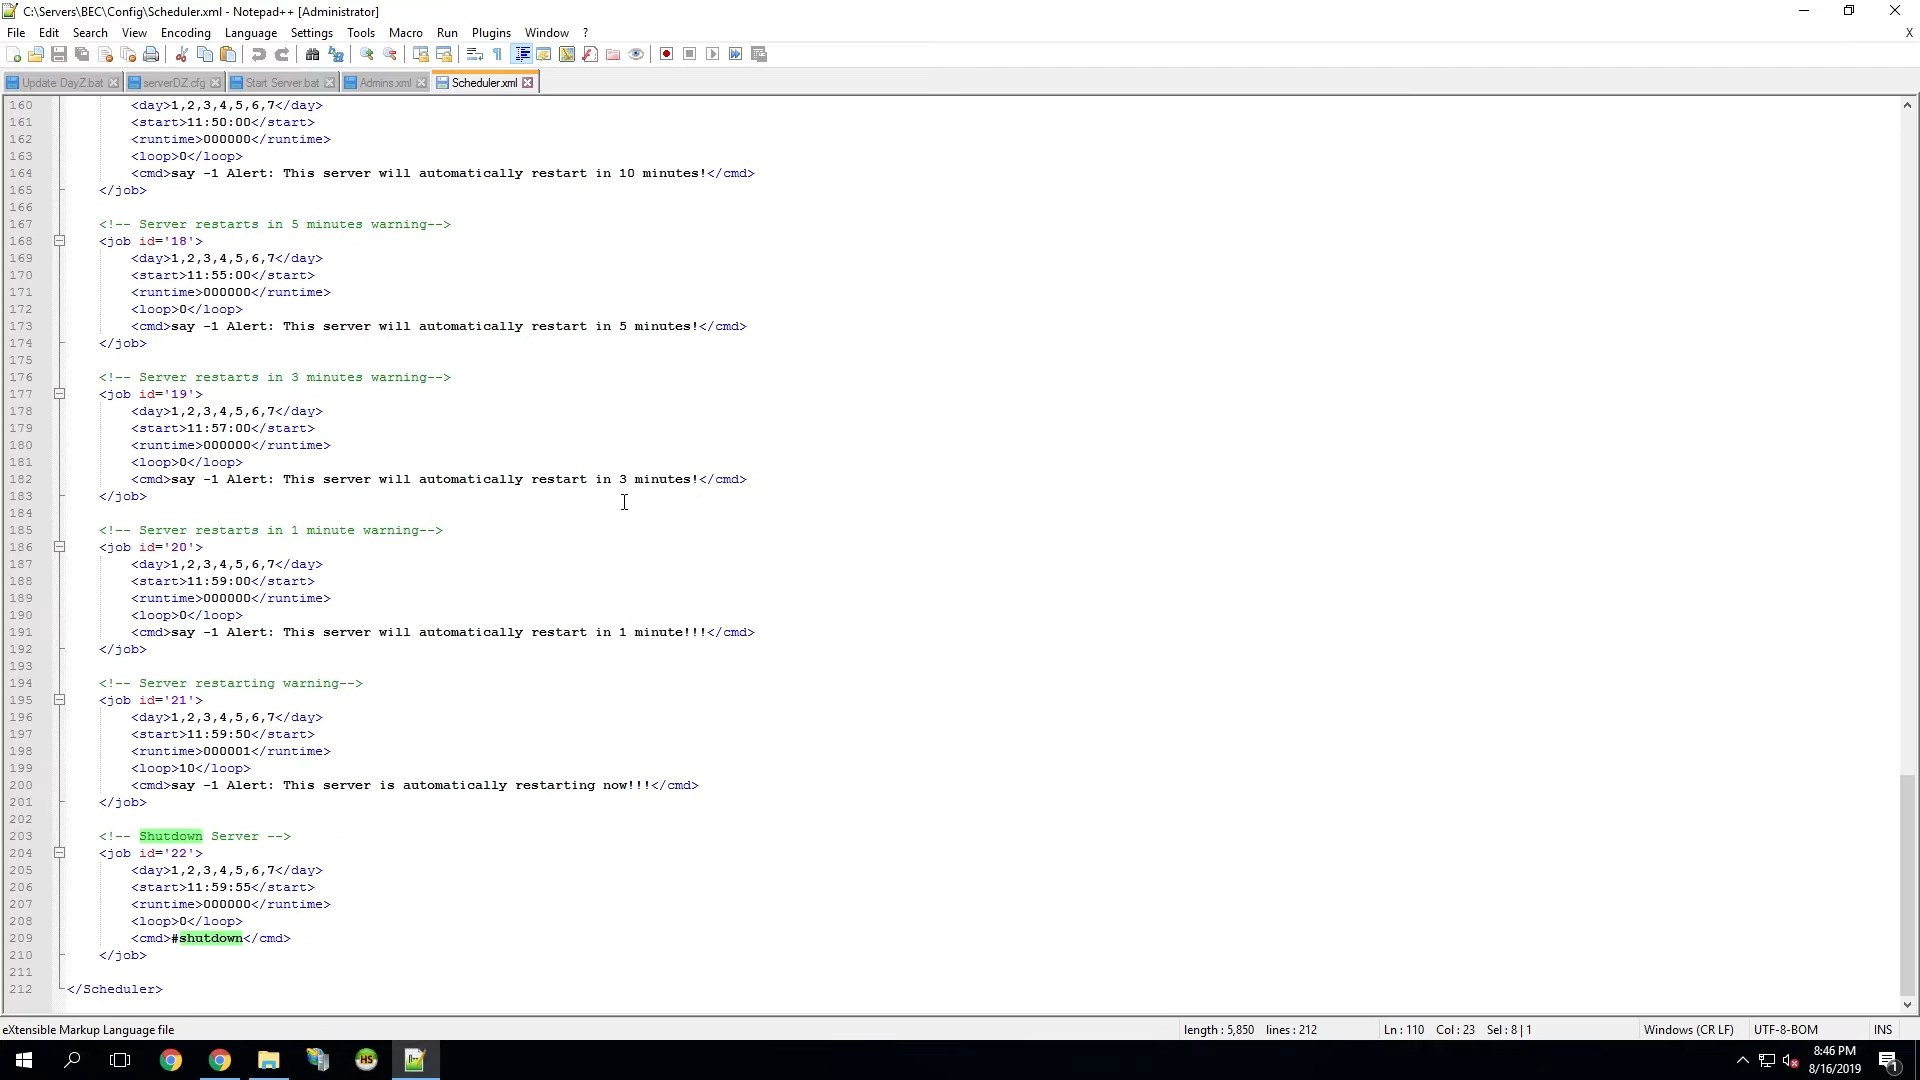 C:\Servers\BEC\Config\Scheduler.xml - Notepad++ [Administrator]
File Edit Search View Encoding Language Settings Tools Macro Run Plugins Window ? X
Update DayZ.bat serverDZ.cfg Start Server.bat Admins.xml Scheduler.xml
160 <day>1,2,3,4,5,6,7</day>
161 <start>11:50:00</start>
162 <runtime>000000</runtime>
163 <loop>0</loop>
164 <cmd>say -1 Alert: This server will automatically restart in 10 minutes!</cmd>
165 </job>
166
167 <!-- Server restarts in 5 minutes warning-->
168 <job id='18'>
169 <day>1,2,3,4,5,6,7</day>
170 <start>11:55:00</start>
171 <runtime>000000</runtime>
172 <loop>0</loop>
173 <cmd>say -1 Alert: This server will automatically restart in 5 minutes!</cmd>
174 </job>
175
176 <!-- Server restarts in 3 minutes warning-->
177 <job id='19'>
178 <day>1,2,3,4,5,6,7</day>
179 <start>11:57:00</start>
180 <runtime>000000</runtime>
181 <loop>0</loop>
182 <cmd>say -1 Alert: This server will automatically restart in 3 minutes!</cmd>
183 </job>
184
185 <!-- Server restarts in 1 minute warning-->
186 <job id='20'>
187 <day>1,2,3,4,5,6,7</day>
188 <start>11:59:00</start>
189 <runtime>000000</runtime>
190 <loop>0</loop>
191 <cmd>say -1 Alert: This server will automatically restart in 1 minute!!!</cmd>
192 </job>
193
194 <!-- Server restarting warning-->
195 <job id='21'>
196 <day>1,2,3,4,5,6,7</day>
197 <start>11:59:50</start>
198 <runtime>000001</runtime>
199 <loop>10</loop>
200 <cmd>say -1 Alert: This server is automatically restarting now!!!</cmd>
201 </job>
202
203 <!-- Shutdown Server -->
204 <job id='22'>
205 <day>1,2,3,4,5,6,7</day>
206 <start>11:59:55</start>
207 <runtime>000000</runtime>
208 <loop>0</loop>
209 <cmd>#shutdown</cmd>
210 </job>
211
212 </Scheduler>
eXtensible Markup Language file length : 5,850 lines : 212 Ln : 110 Col : 23 Sel : 8 | 1 Windows (CR LF) UTF-8-BOM INS
HS 8:46 PM
8/16/2019 1